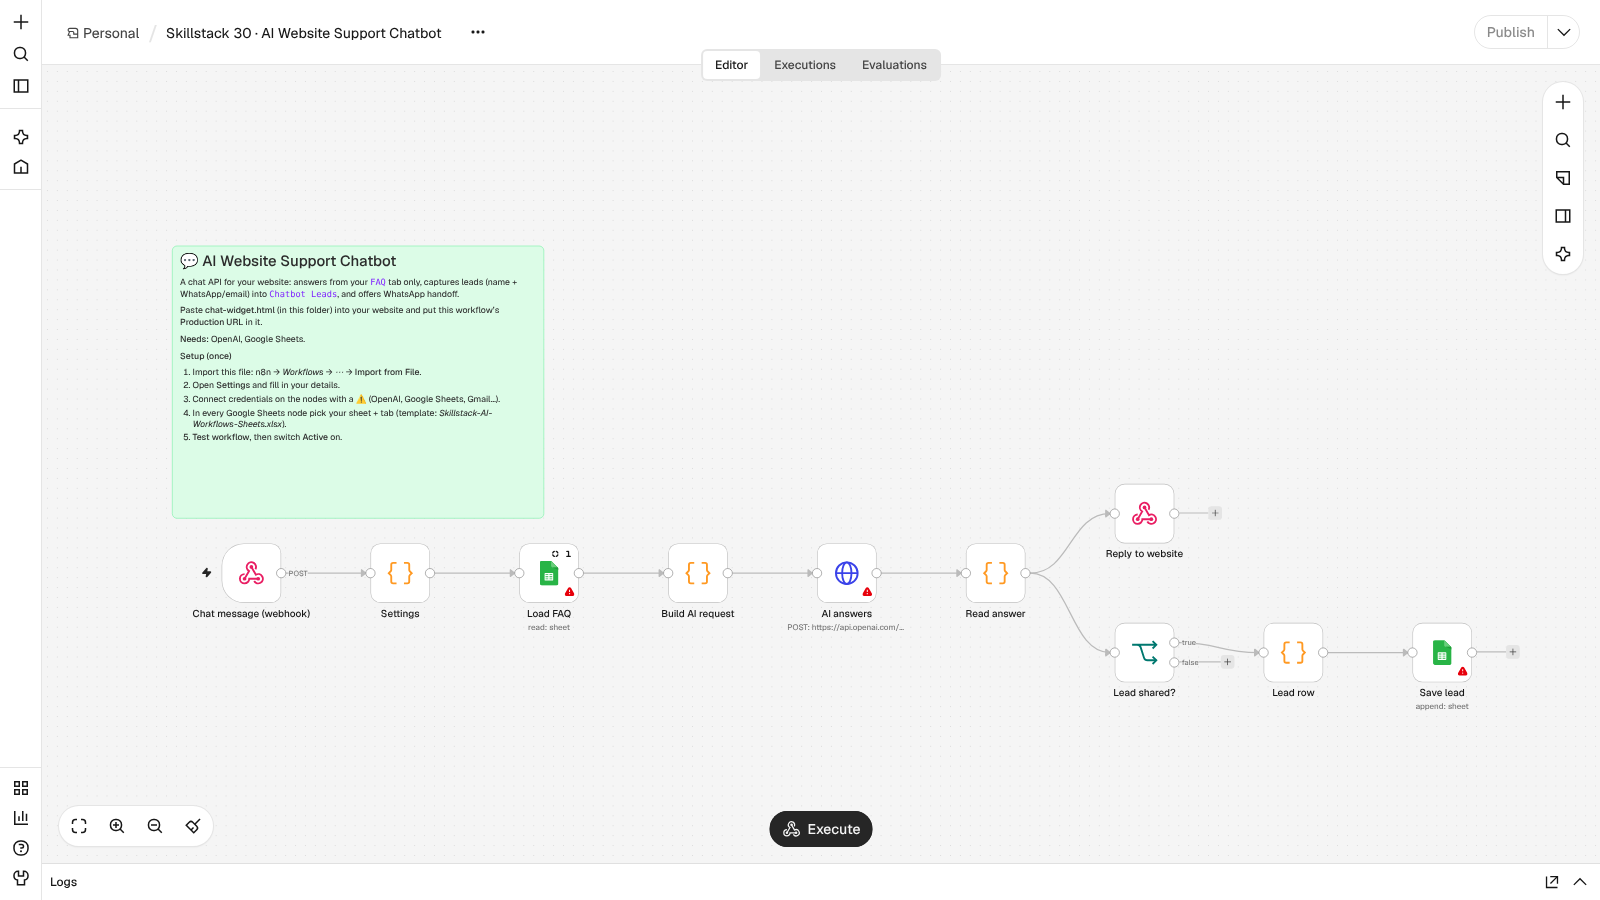 Personal / Skillstack 30 · AI Website Support Chatbot ···
Publish
Editor Executions Evaluations
💬 AI Website Support Chatbot
A chat API for your website: answers from your FAQ tab only, captures leads (name +
WhatsApp/email) into Chatbot Leads, and offers WhatsApp handoff.
Paste chat-widget.html (in this folder) into your website and put this workflow's
Production URL in it.
Needs: OpenAI, Google Sheets.
Setup (once)
1. Import this file: n8n → Workflows → ··· → Import from File.
2. Open Settings and fill in your details.
3. Connect credentials on the nodes with a ⚠️ (OpenAI, Google Sheets, Gmail…).
4. In every Google Sheets node pick your sheet + tab (template: Skillstack-AI-
Workflows-Sheets.xlsx).
5. Test workflow, then switch Active on.
POST
Chat message (webhook)
Settings
1
Load FAQ
read: sheet
Build AI request
AI answers
POST: https://api.openai.com/...
Read answer
Reply to website
true
false
Lead shared?
Lead row
Save lead
append: sheet
Execute
Logs